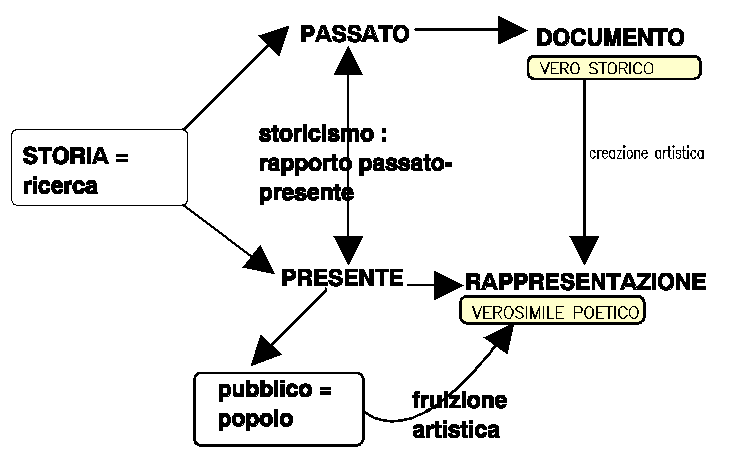 PASSATO
DOCUMENTO
VERO STORICO
storicismo :
rapporto passato-
presente
creazione artistica
STORIA =
ricerca
PRESENTE
RAPPRESENTAZIONE
VEROSIMILE POETICO
pubblico =
popolo
fruizione
artistica